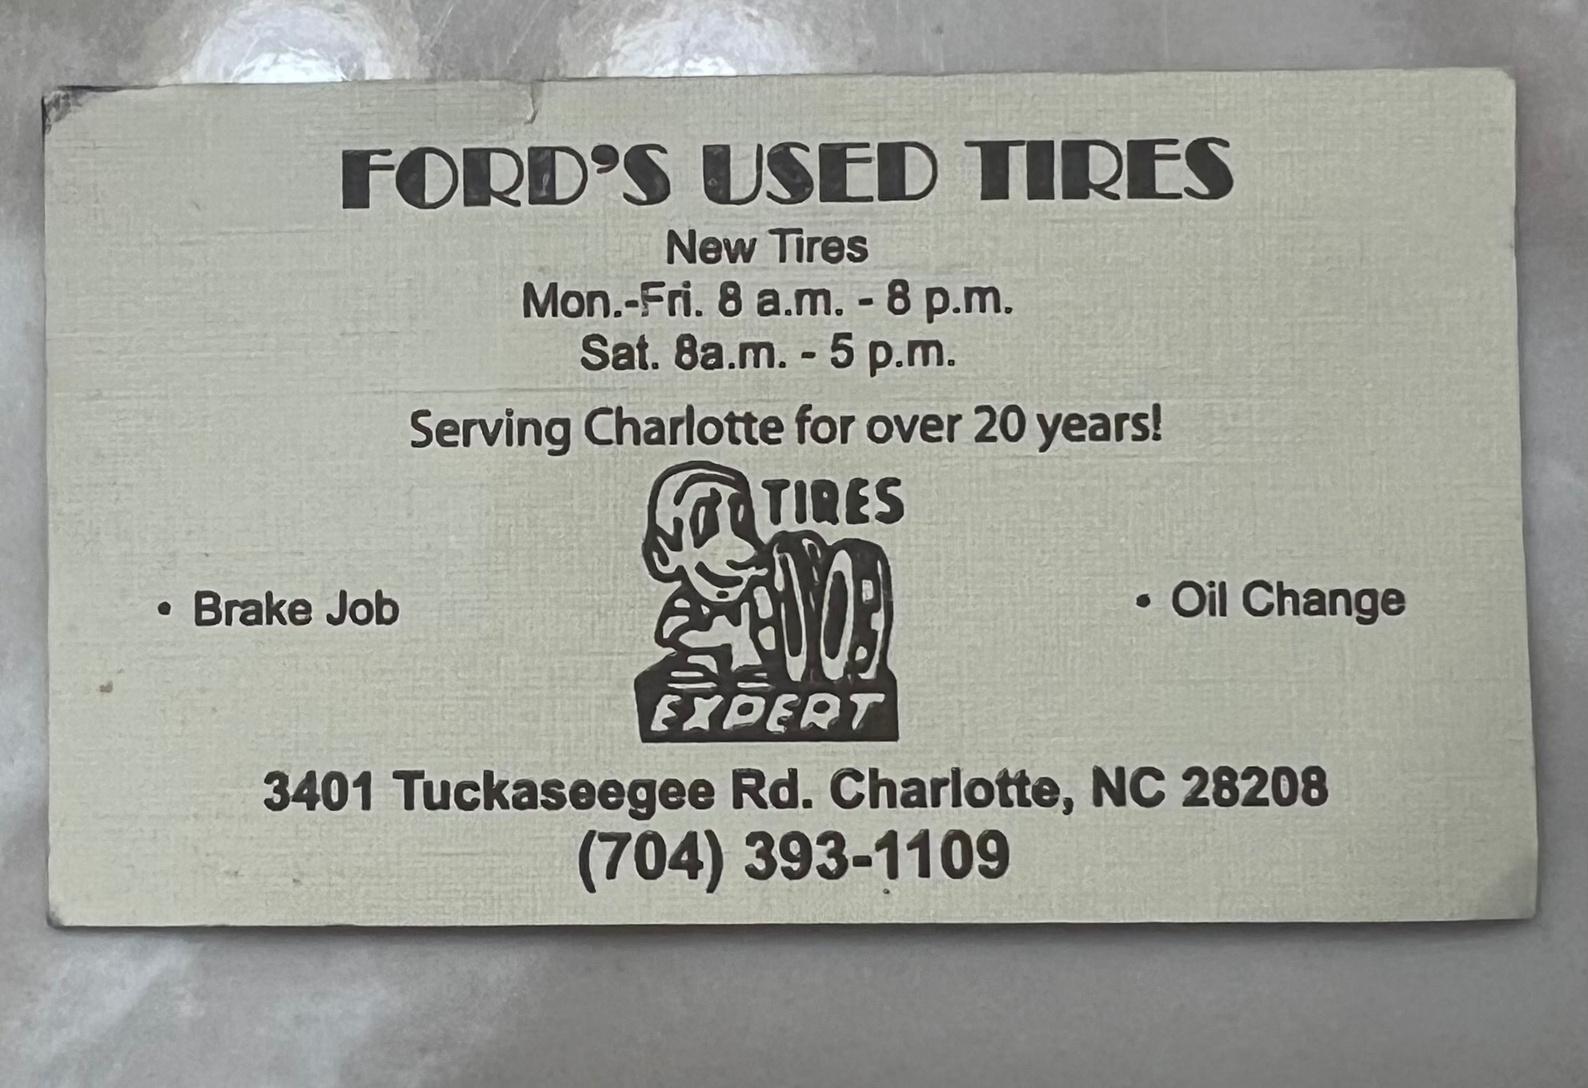 FORD'S USED TIRES
New Tires
Mon.-Fri. 8 a.m. - 8 p.m.
Sat. 8a.m. - 5 p.m.
Serving Charlotte for over 20 years!
TIRES
• Brake Job
• Oil Change
EXPERT
3401 Tuckaseegee Rd. Charlotte, NC 28208
(704) 393-1109